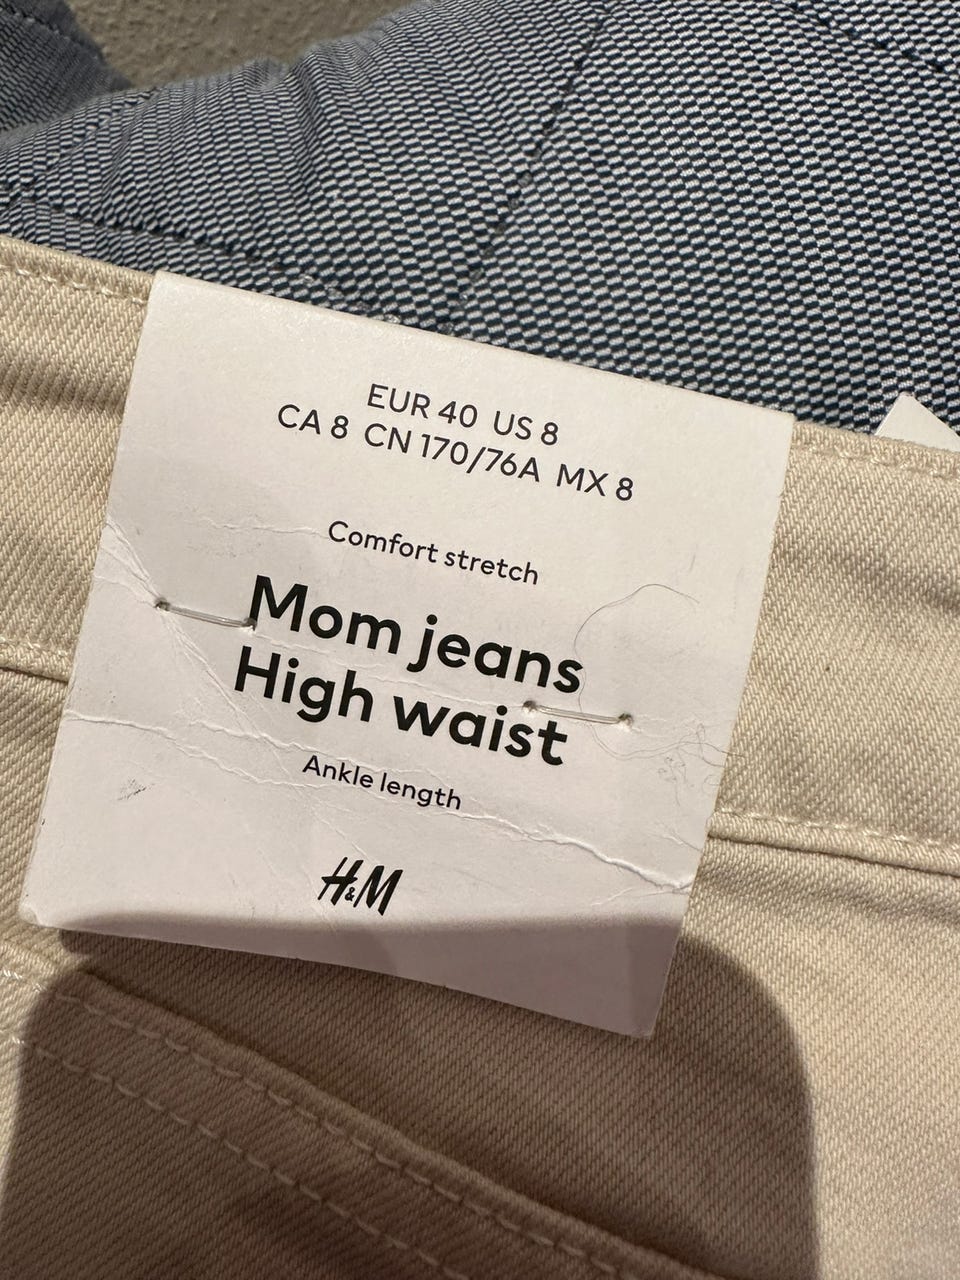 EUR 40 US 8
CA 8 CN 170/76A MX 8
Comfort stretch
Mom jeans
High waist
Ankle length
H&M